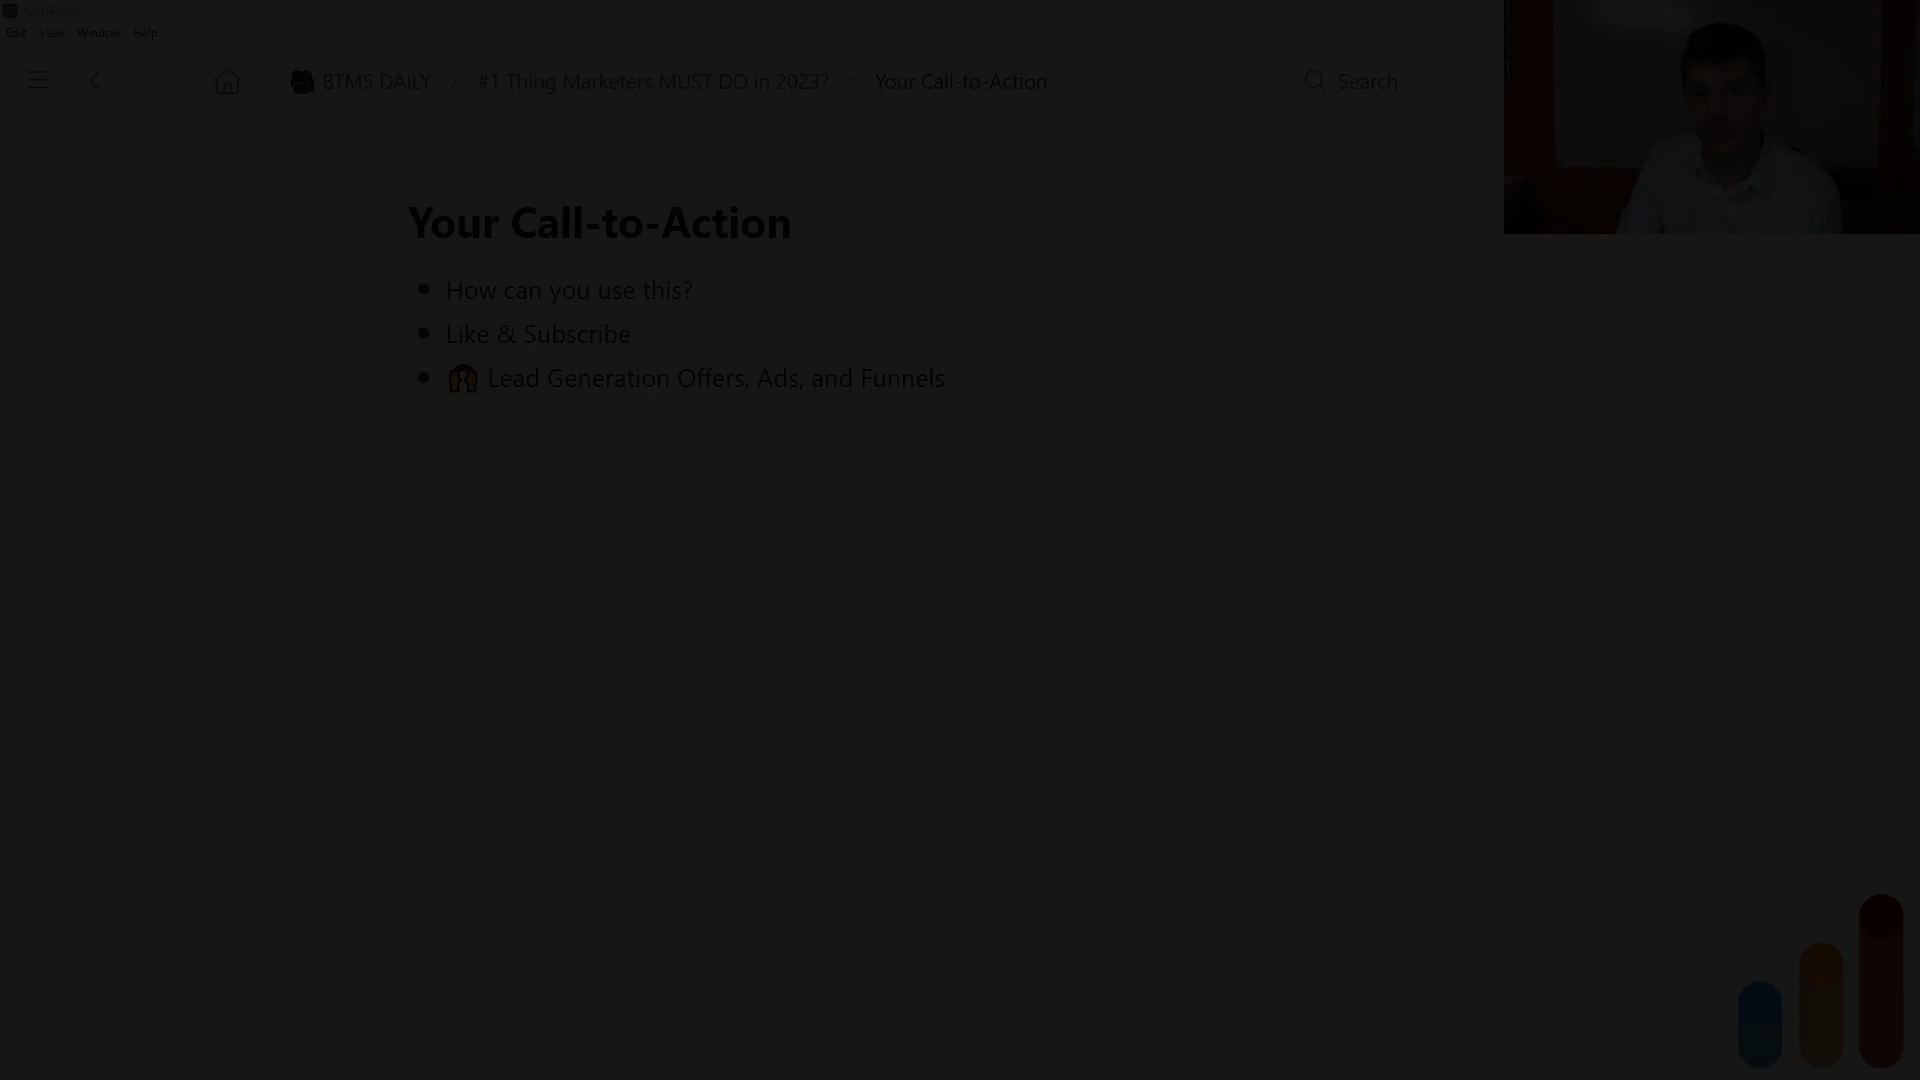 WorkFlowy
Edit View Window Help
BTMS DAILY > #1 Thing Marketers MUST DO in 2023? > Your Call-to-Action
Search
Your Call-to-Action
How can you use this?
Like & Subscribe
🙌 Lead Generation Offers, Ads, and Funnels